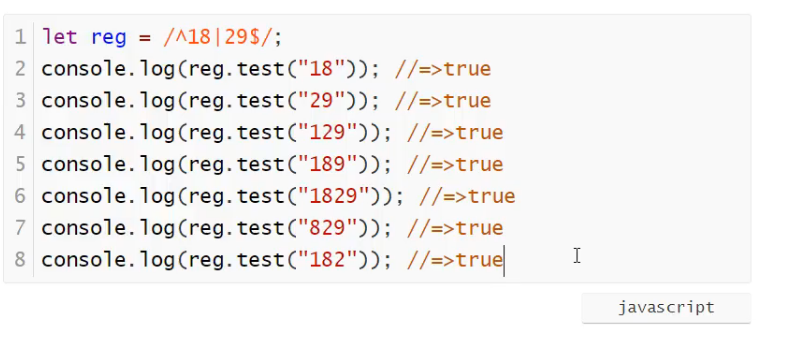 1 let reg = /^18|29$/;
2 console.log(reg.test("18")); //=>true
3 console.log(reg.test("29")); //=>true
4 console.log(reg.test("129")); //=>true
5 console.log(reg.test("189")); //=>true
6 console.log(reg.test("1829")); //=>true
7 console.log(reg.test("829")); //=>true
8 console.log(reg.test("182")); //=>true
javascript